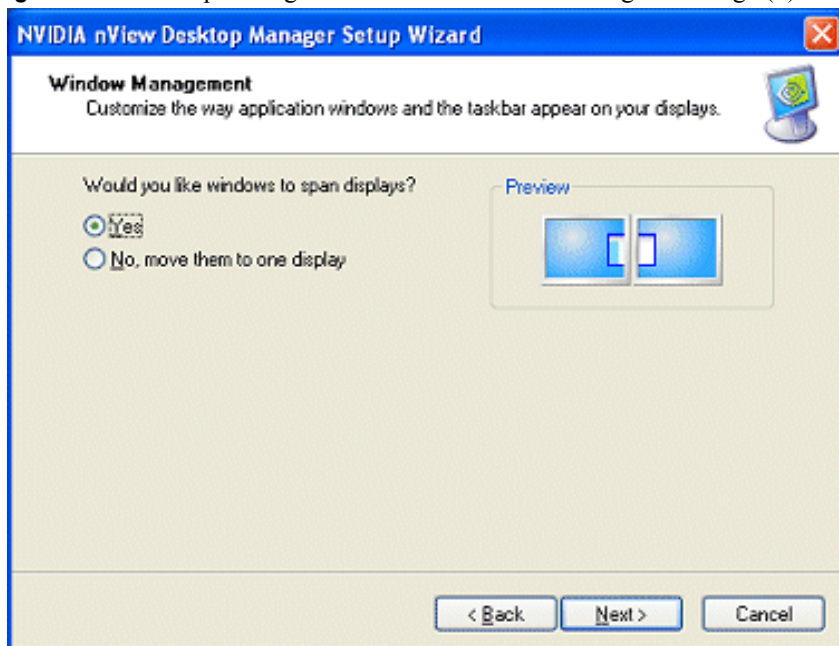 NVIDIA nView Desktop Manager Setup Wizard
Window Management
Customize the way application windows and the taskbar appear on your displays.
Would you like windows to span displays?
Preview
Yes
No, move them to one display
< Back
Next >
Cancel